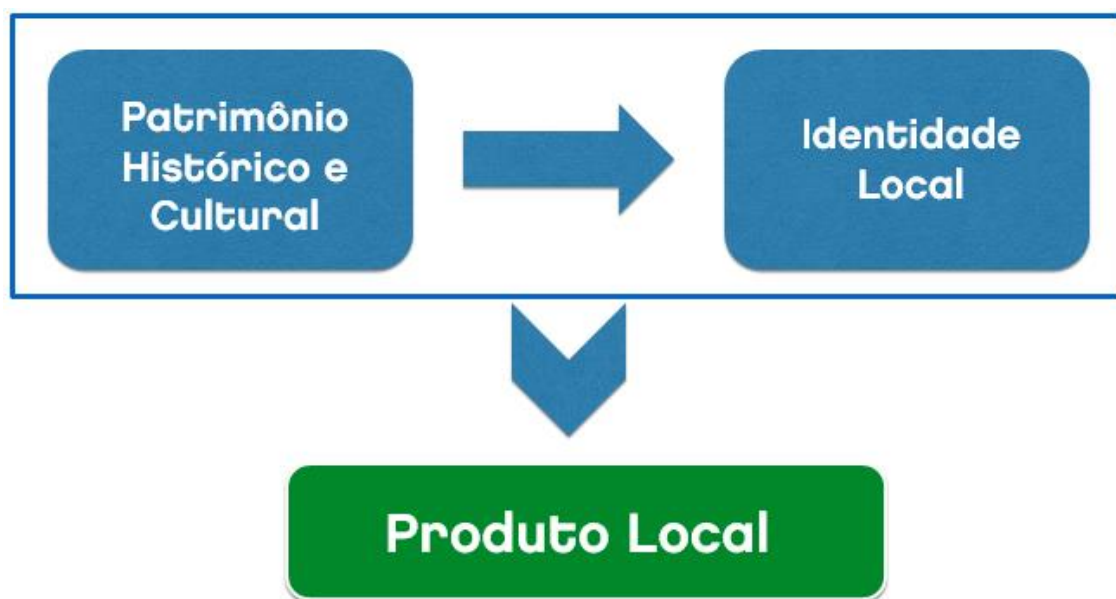 Patrimônio
Histórico e
Cultural
Identidade
Local
Produto Local